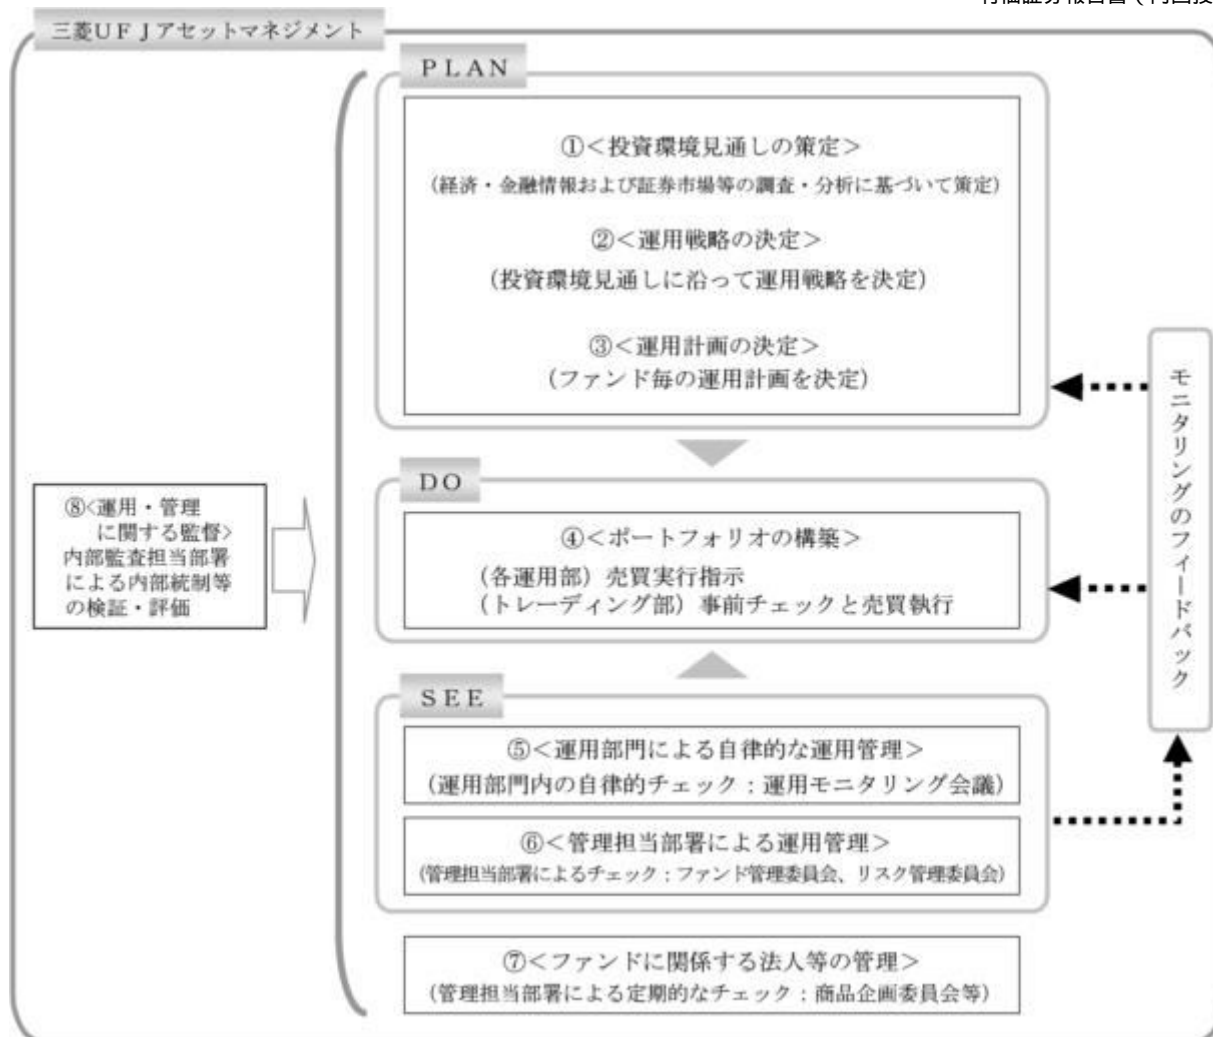 三菱ＵＦＪアセットマネジメント
ＰＬＡＮ
①＜投資環境見通しの策定＞
（経済・金融情報および証券市場等の調査・分析に基づいて策定）
②＜運用戦略の決定＞
（投資環境見通しに沿って運用戦略を決定）
③＜運用計画の決定＞
（ファンド毎の運用計画を決定）
ＤＯ
④＜ポートフォリオの構築＞
（各運用部）売買実行指示
（トレーディング部）事前チェックと売買執行
ＳＥＥ
⑤＜運用部門による自律的な運用管理＞
（運用部門内の自律的チェック：運用モニタリング会議）
⑥＜管理担当部署による運用管理＞
（管理担当部署によるチェック：ファンド管理委員会、リスク管理委員会）
⑦＜ファンドに関係する法人等の管理＞
（管理担当部署による定期的なチェック：商品企画委員会等）
⑧<運用・管理
に関する監督>
内部監査担当部署
による内部統制等
の検証・評価
モニタリングのフィードバック